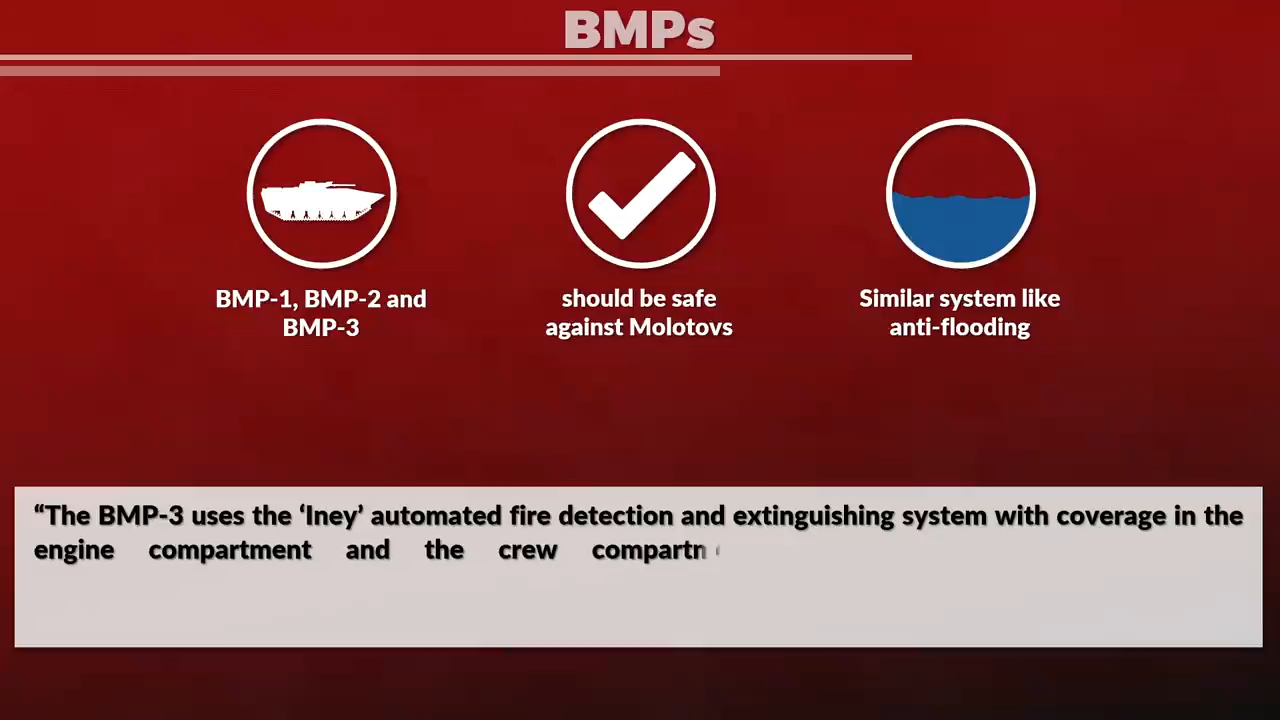 BMPs
BMP-1, BMP-2 and
BMP-3
should be safe
against Molotovs
Similar system like
anti-flooding
“The BMP-3 uses the ‘Iney’ automated fire detection and extinguishing system with coverage in the
engine compartment and the crew